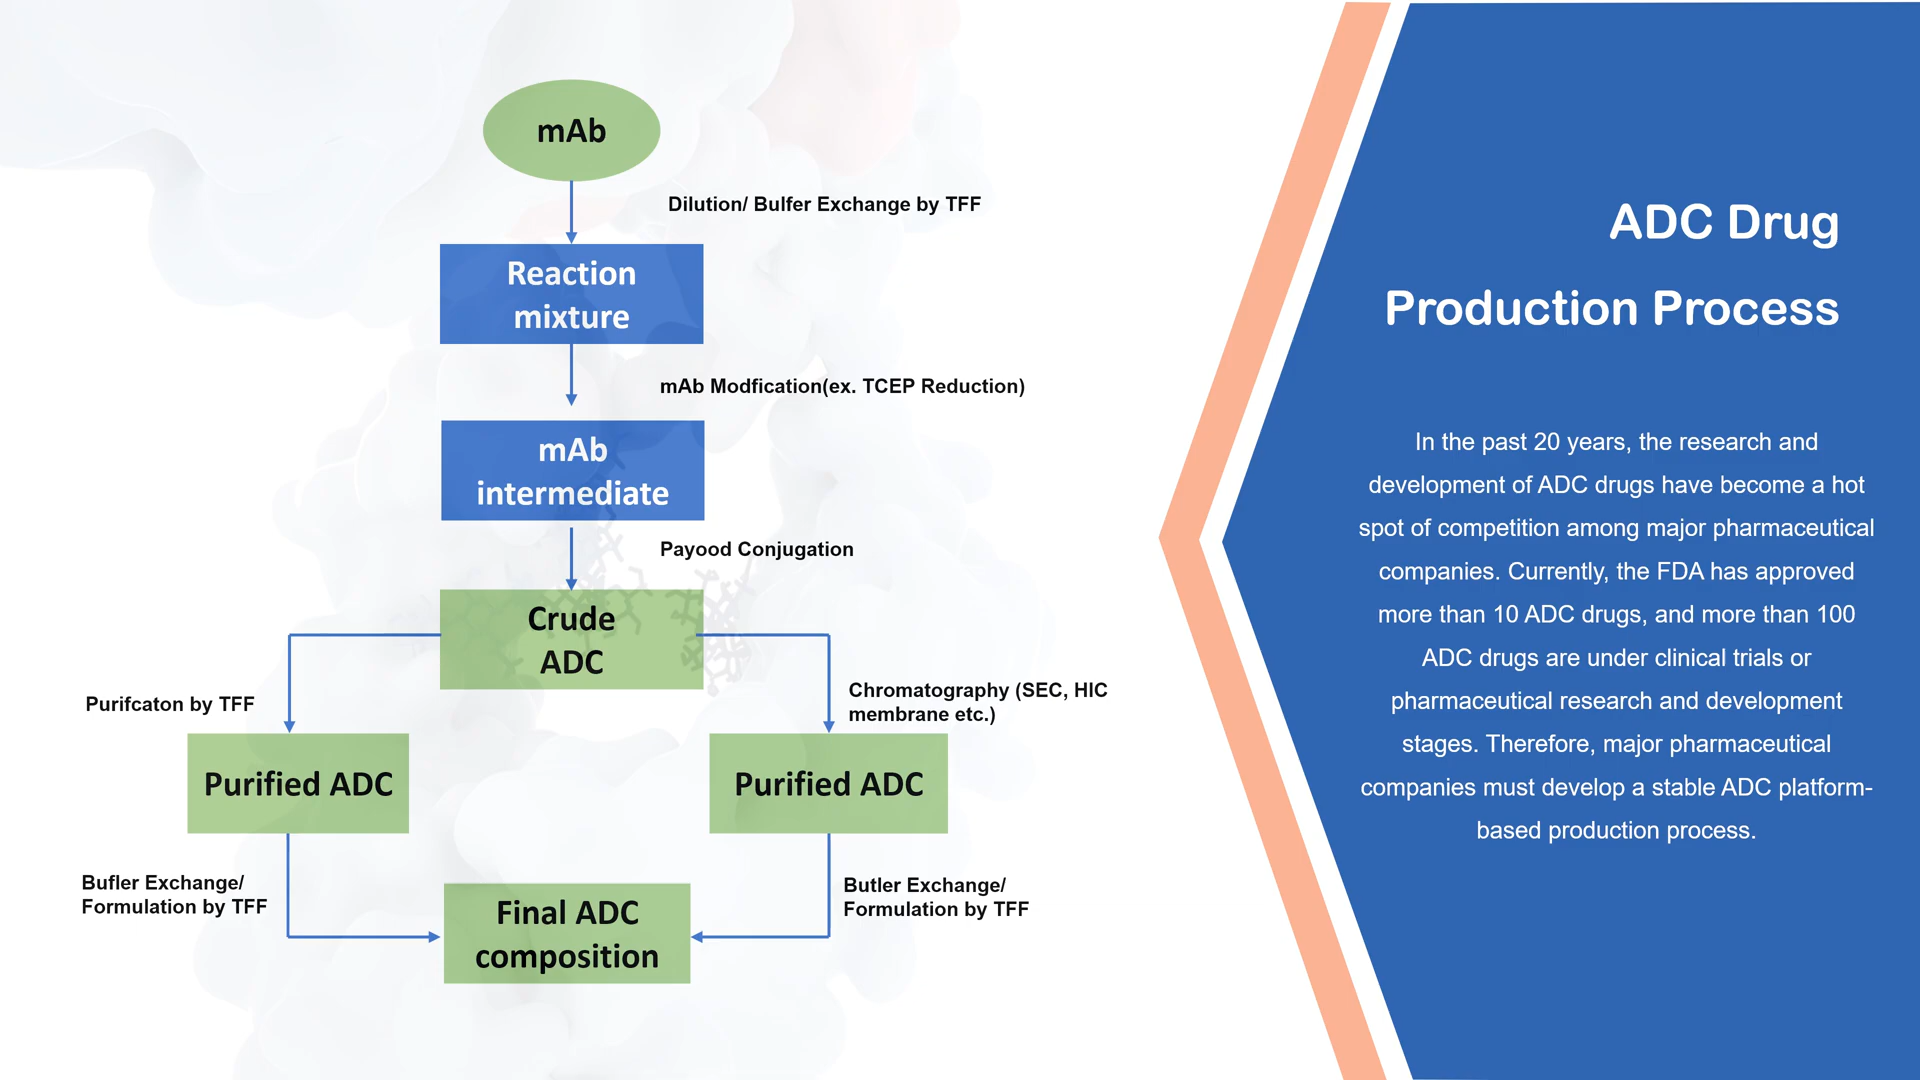 mAb
Dilution/ Bulfer Exchange by TFF
Reaction
mixture
mAb Modfication(ex. TCEP Reduction)
mAb
intermediate
Payood Conjugation
Crude
ADC
Purifcaton by TFF
Chromatography (SEC, HIC
membrane etc.)
Purified ADC
Purified ADC
Bufler Exchange/
Formulation by TFF
Butler Exchange/
Formulation by TFF
Final ADC
composition
ADC Drug
Production Process
In the past 20 years, the research and
development of ADC drugs have become a hot
spot of competition among major pharmaceutical
companies. Currently, the FDA has approved
more than 10 ADC drugs, and more than 100
ADC drugs are under clinical trials or
pharmaceutical research and development
stages. Therefore, major pharmaceutical
companies must develop a stable ADC platform-
based production process.